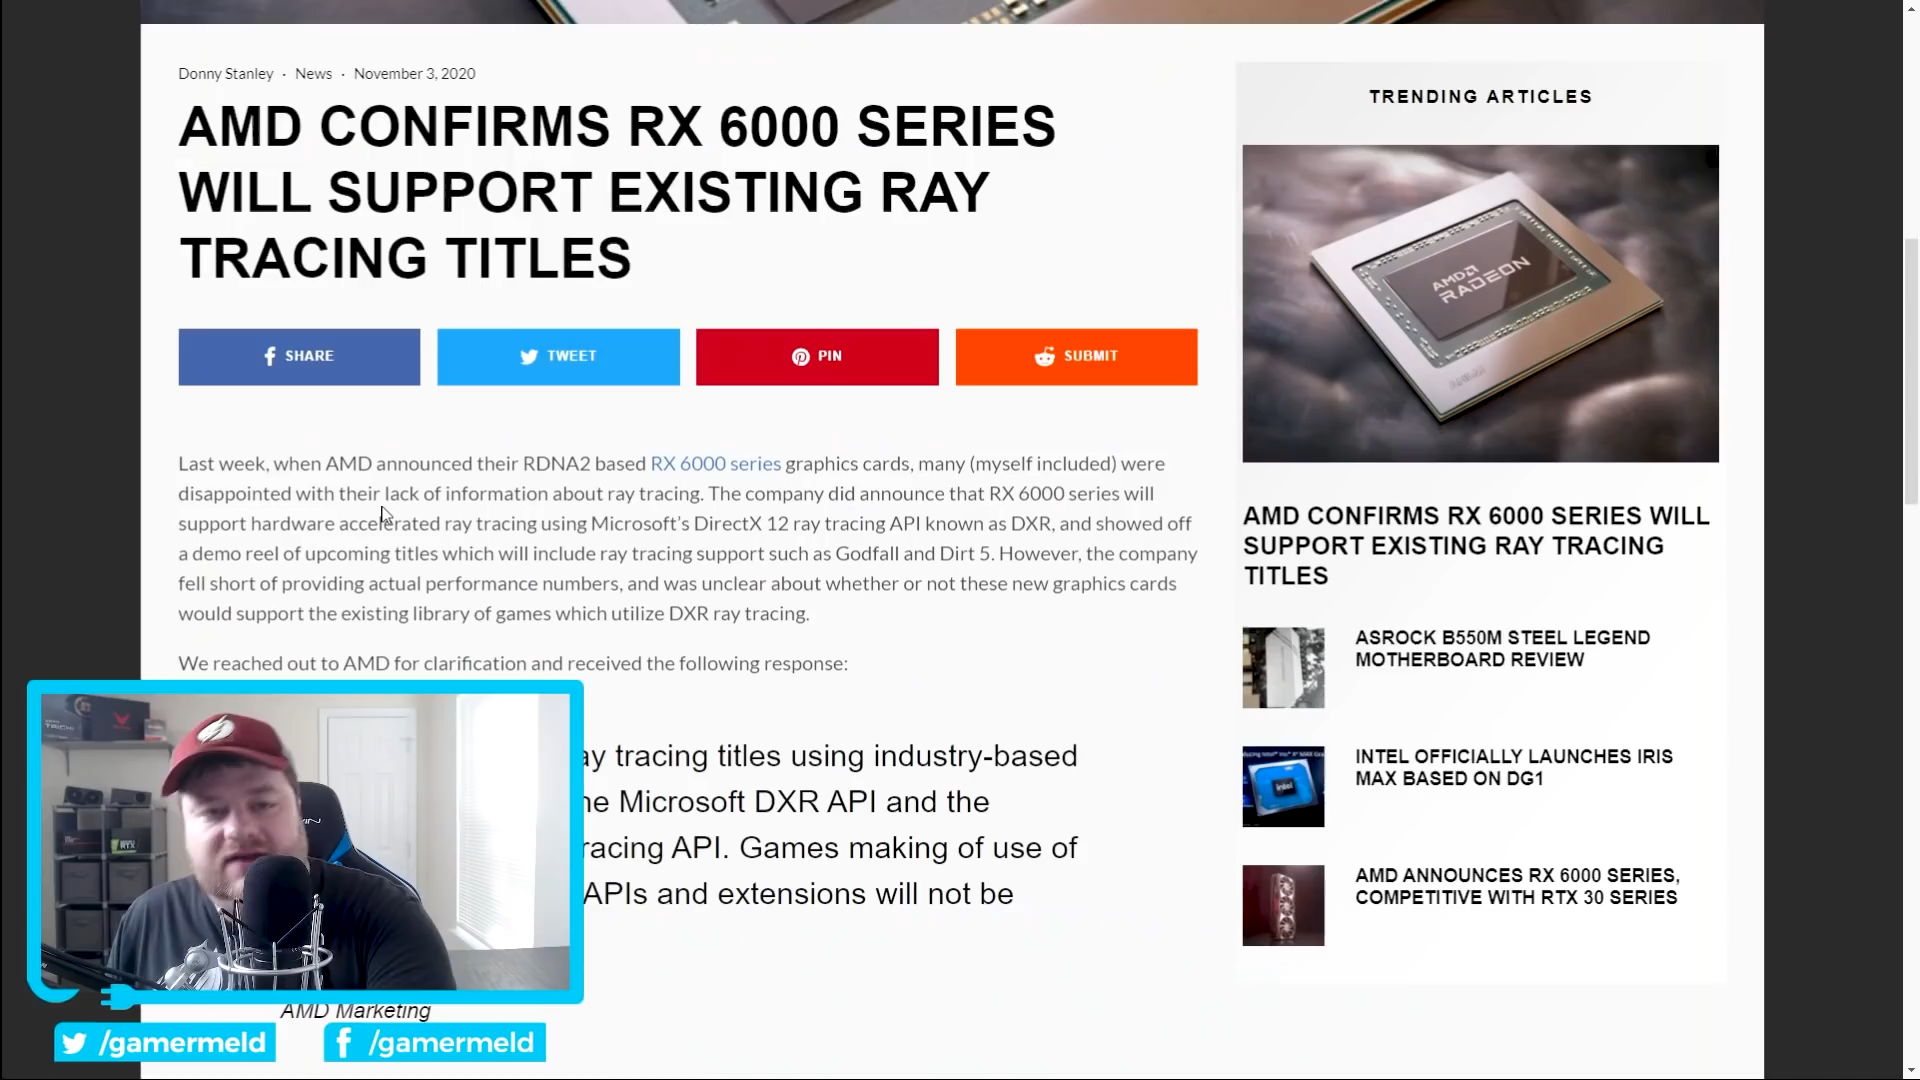 Donny Stanley · News · November 3, 2020
AMD CONFIRMS RX 6000 SERIES
WILL SUPPORT EXISTING RAY
TRACING TITLES
SHARE
TWEET
PIN
SUBMIT
Last week, when AMD announced their RDNA2 based RX 6000 series graphics cards, many (myself included) were
disappointed with their lack of information about ray tracing. The company did announce that RX 6000 series will
support hardware accelerated ray tracing using Microsoft's DirectX 12 ray tracing API known as DXR, and showed off
a demo reel of upcoming titles which will include ray tracing support such as Godfall and Dirt 5. However, the company
fell short of providing actual performance numbers, and was unclear about whether or not these new graphics cards
would support the existing library of games which utilize DXR ray tracing.
We reached out to AMD for clarification and received the following response:
tracing titles using industry-based
Microsoft DXR API and the
API. Games making of use of
APIs and extensions will not be
AMD Marketing
/gamermeld
/gamermeld
TRENDING ARTICLES
AMD
RADEON
AMD CONFIRMS RX 6000 SERIES WILL
SUPPORT EXISTING RAY TRACING
TITLES
ASROCK B550M STEEL LEGEND
MOTHERBOARD REVIEW
INTEL OFFICIALLY LAUNCHES IRIS
MAX BASED ON DG1
AMD ANNOUNCES RX 6000 SERIES,
COMPETITIVE WITH RTX 30 SERIES